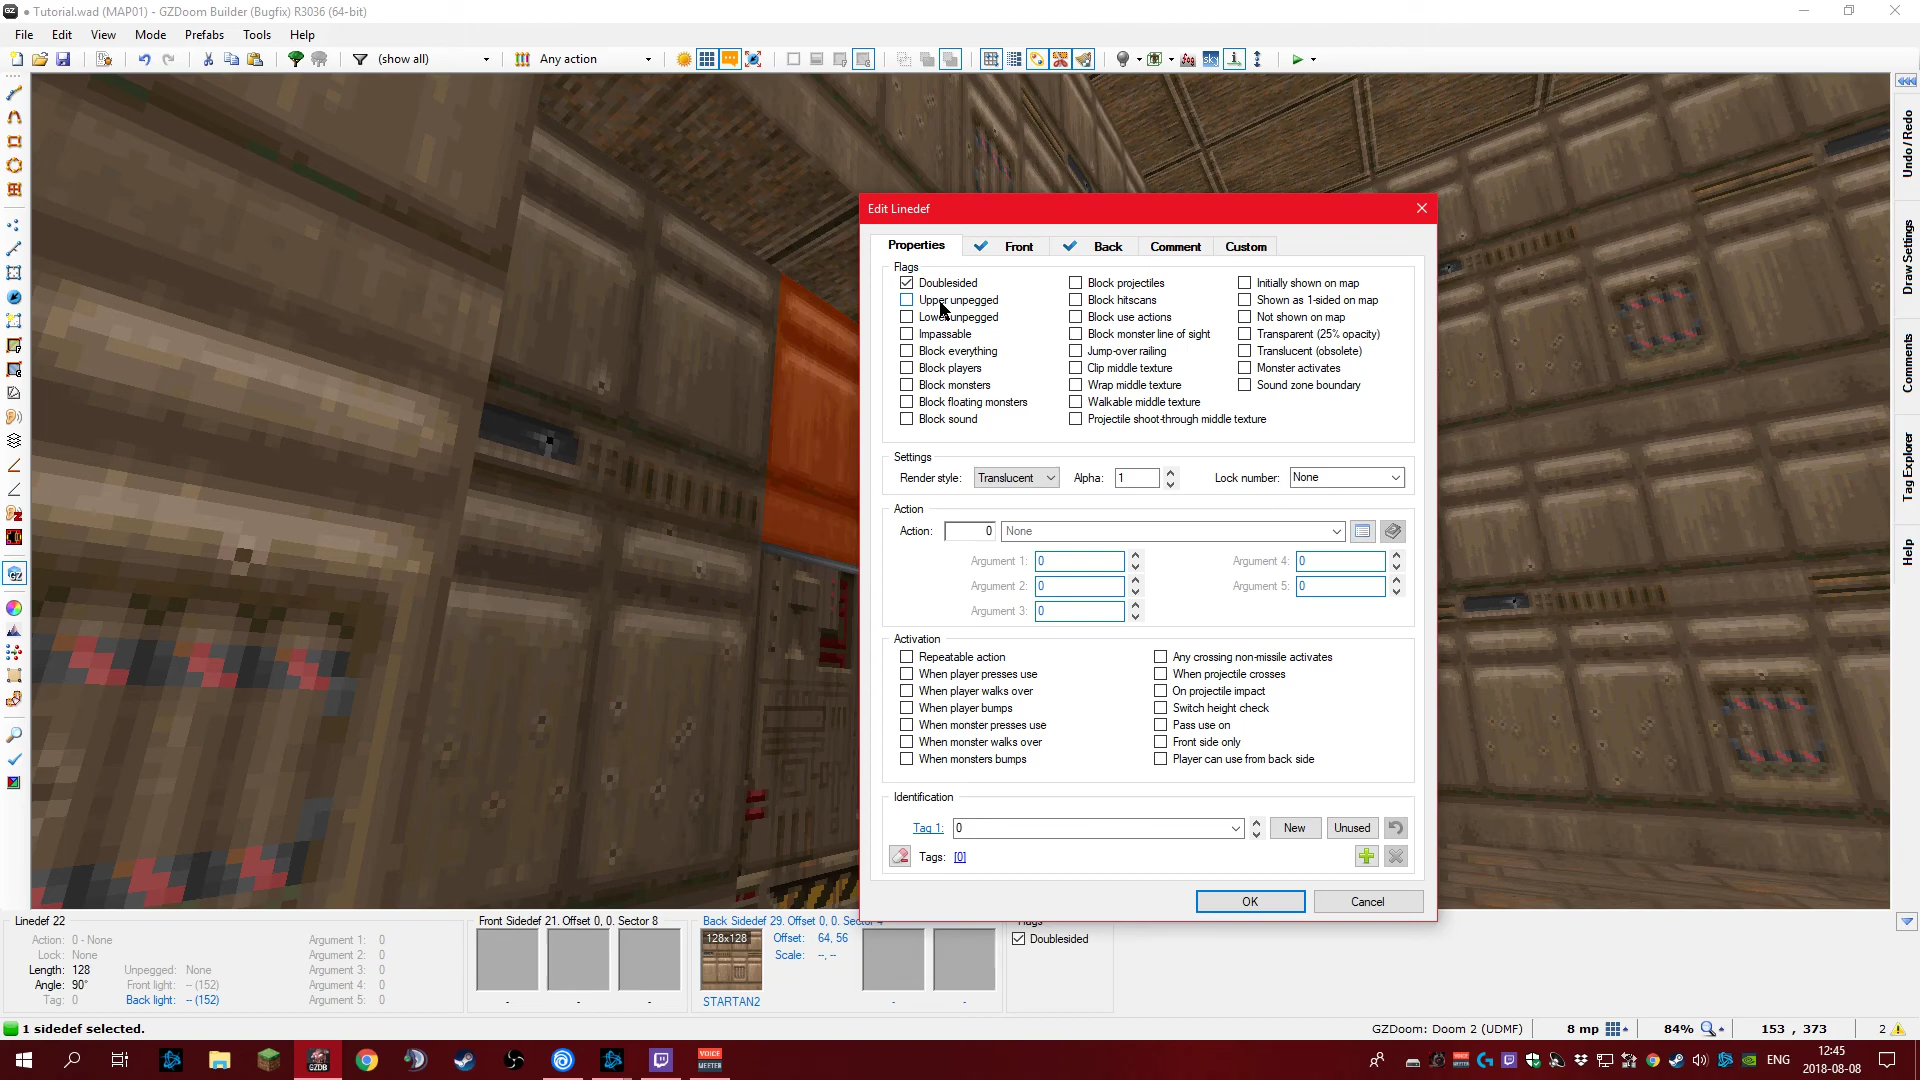 Tutorial.wad (MAP01) - GZDoom Builder (Bugfix) R3036 (64-bit)
File Edit View Mode Prefabs Tools Help
(show all) Any action
Undo / Redo
Draw Settings
Comments
Tag Explorer
Help
Edit Linedef
Properties Front Back Comment Custom
Flags
Doublesided Block projectiles Initially shown on map
Upper unpegged Block hitscans Shown as 1-sided on map
Lower unpegged Block use actions Not shown on map
Impassable Block monster line of sight Transparent (25% opacity)
Block everything Jump-over railing Translucent (obsolete)
Block players Clip middle texture Monster activates
Block monsters Wrap middle texture Sound zone boundary
Block floating monsters Walkable middle texture
Block sound Projectile shoot-through middle texture
Settings
Render style: Translucent Alpha: 1 Lock number: None
Action
Action: 0 None
Argument 1: 0 Argument 4: 0
Argument 2: 0 Argument 5: 0
Argument 3: 0
Activation
Repeatable action Any crossing non-missile activates
When player presses use When projectile crosses
When player walks over On projectile impact
When player bumps Switch height check
When monster presses use Pass use on
When monster walks over Front side only
When monsters bumps Player can use from back side
Identification
Tag 1: 0 New Unused
Tags: [0]
OK Cancel
Linedef 22 Front Sidedef 21. Offset 0, 0. Sector 8 Back Sidedef 29. Offset 0, 0.
Action: 0 - None Argument 1: 0 128x128 Offset: 64, 56 Doublesided
Lock: None Argument 2: 0 Scale: --, --
Length: 128 Unpegged: None Argument 3: 0
Angle: 90° Front light: -- (152) Argument 4: 0
Tag: 0 Back light: -- (152) Argument 5: 0 - - - STARTAN2 - -
1 sidedef selected. GZDoom: Doom 2 (UDMF) 8 mp 84% 153 , 373 2
GZDB VOICE MEETER ENG 12:45
2018-08-08